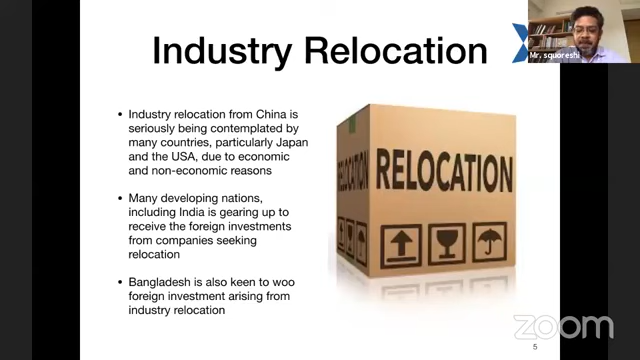 Industry Relocation
Mr. squoreshi
• Industry relocation from China is
seriously being contemplated by
many countries, particularly Japan
and the USA, due to economic
and non-economic reasons
• Many developing nations,
including India is gearing up to
receive the foreign investments
from companies seeking
relocation
• Bangladesh is also keen to woo
foreign investment arising from
industry relocation
RELOCATION
RELOCATION
zoom
5